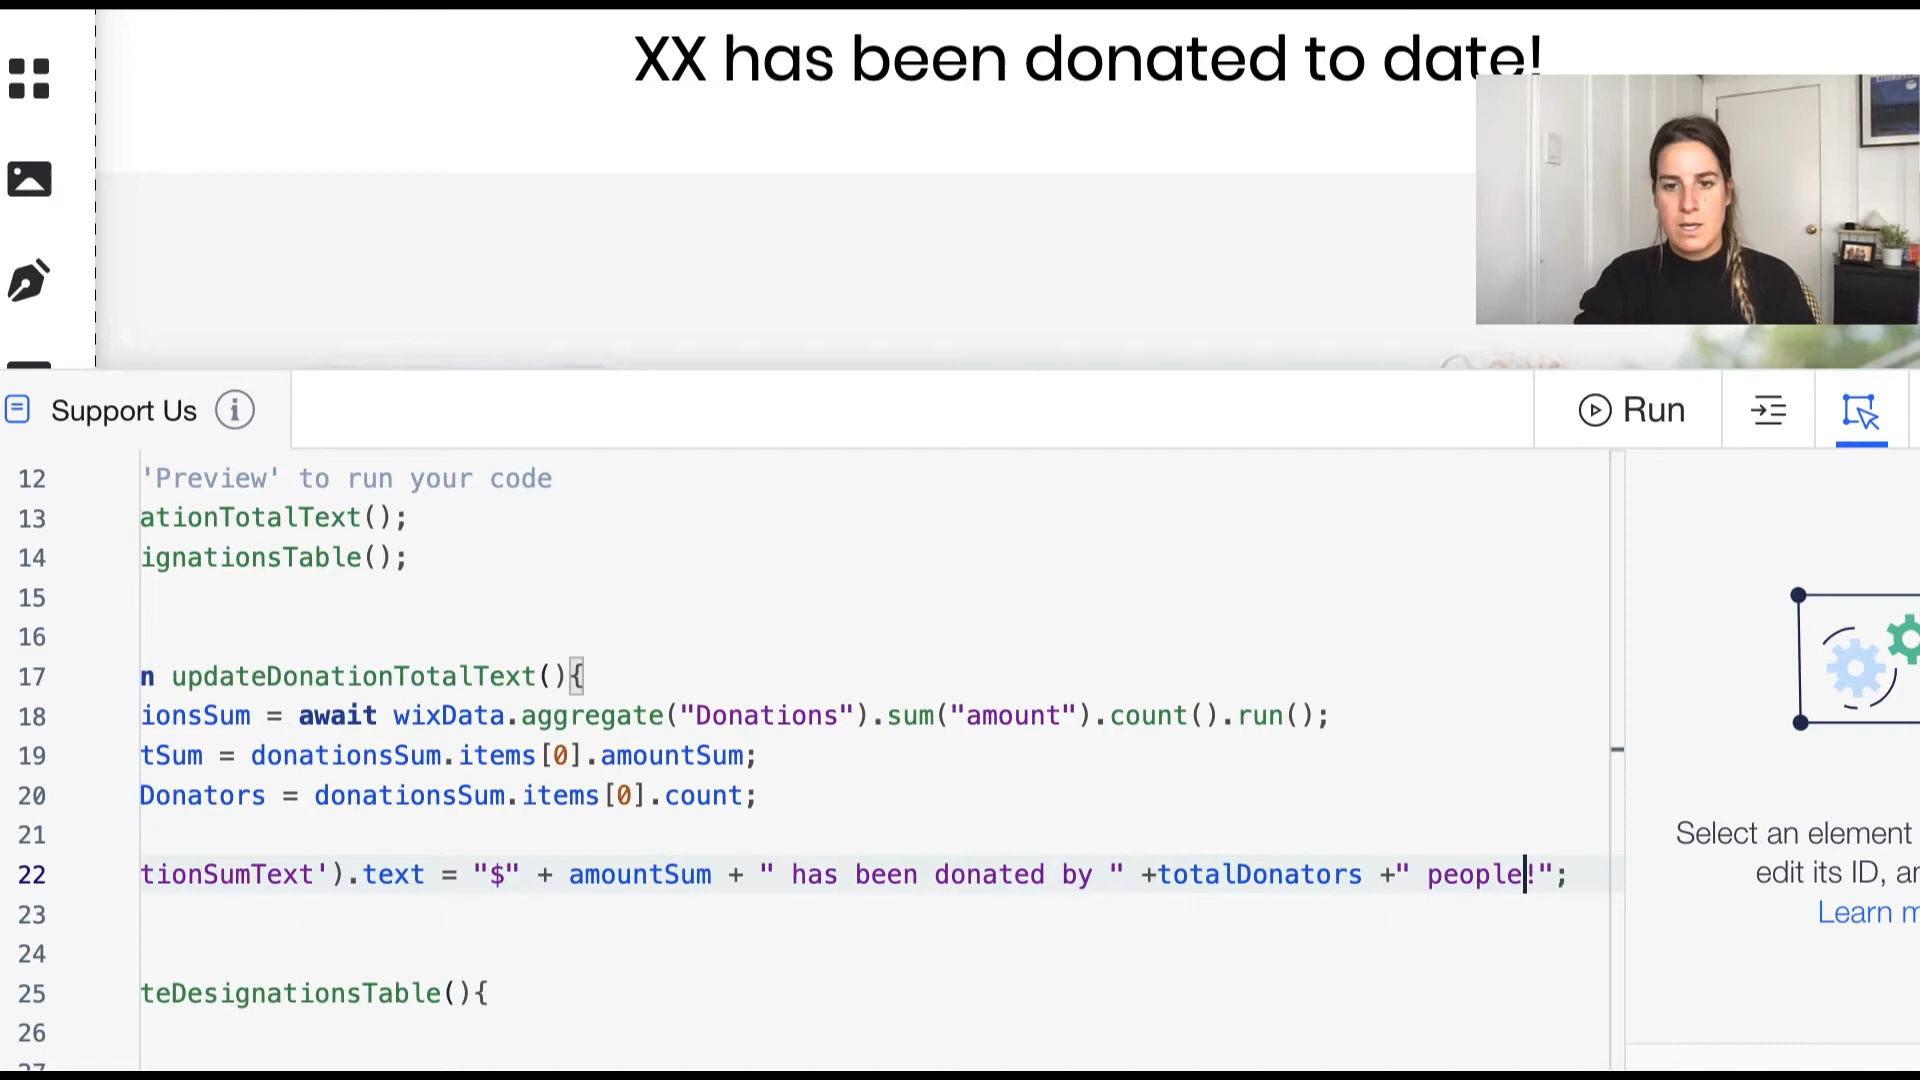 XX has been donated to date!
Support Us
Run
12 'Preview' to run your code
13 ationTotalText();
14 ignationsTable();
15
16
17 n updateDonationTotalText(){
18 ionsSum = await wixData.aggregate("Donations").sum("amount").count().run();
19 tSum = donationsSum.items[0].amountSum;
20 Donators = donationsSum.items[0].count;
21
22 tionSumText').text = "$" + amountSum + " has been donated by " +totalDonators +" people!";
23
24
25 teDesignationsTable(){
26
27
Select an element
edit its ID, an
Learn m